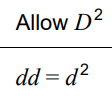 Allow D²
dd = d²